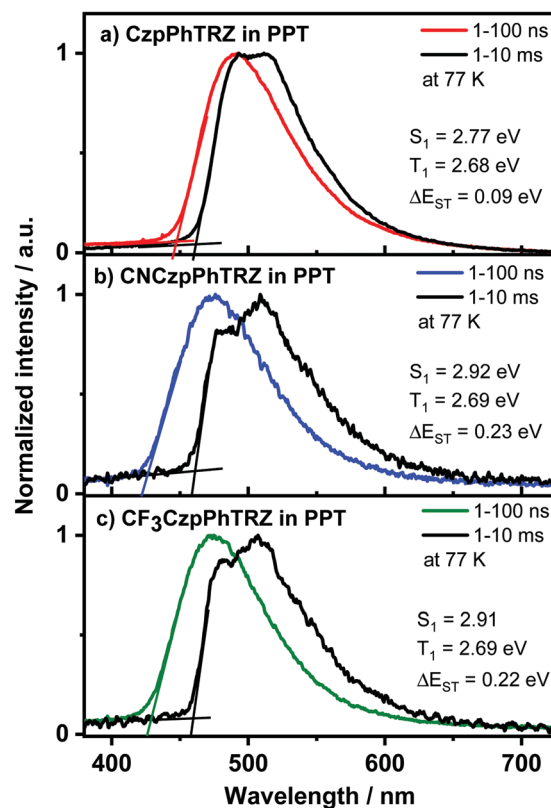 a) CzpPhTRZ in PPT
1-100 ns
1-10 ms
at 77 K
1
S₁ = 2.77 eV
T₁ = 2.68 eV
ΔE_ST = 0.09 eV
0
b) CNCzpPhTRZ in PPT
1-100 ns
1-10 ms
at 77 K
1
S₁ = 2.92 eV
T₁ = 2.69 eV
ΔE_ST = 0.23 eV
0
c) CF₃CzpPhTRZ in PPT
1-100 ns
1-10 ms
at 77 K
1
S₁ = 2.91
T₁ = 2.69 eV
ΔE_ST = 0.22 eV
0
400 500 600 700
Wavelength / nm
Normalized intensity / a.u.